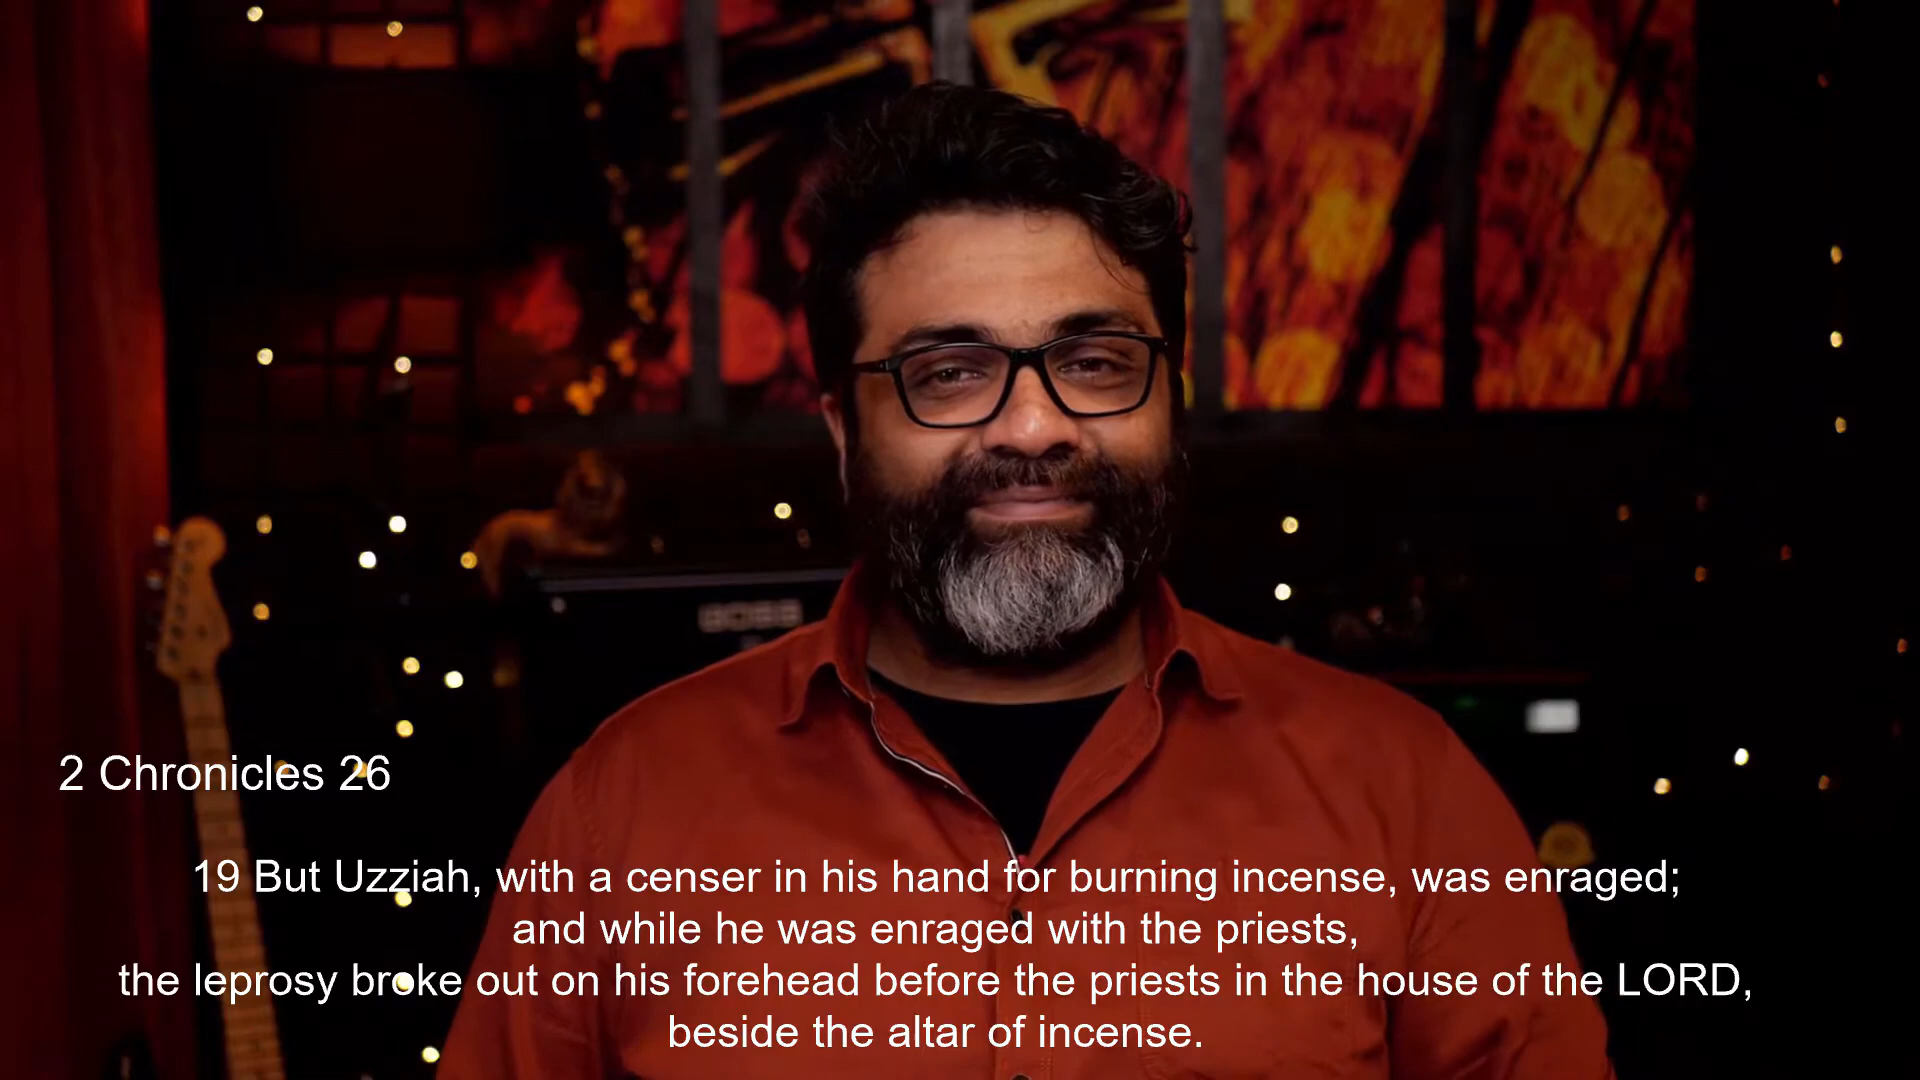 BOSS
2 Chronicles 26
19 But Uzziah, with a censer in his hand for burning incense, was enraged;
and while he was enraged with the priests,
the leprosy broke out on his forehead before the priests in the house of the LORD,
beside the altar of incense.